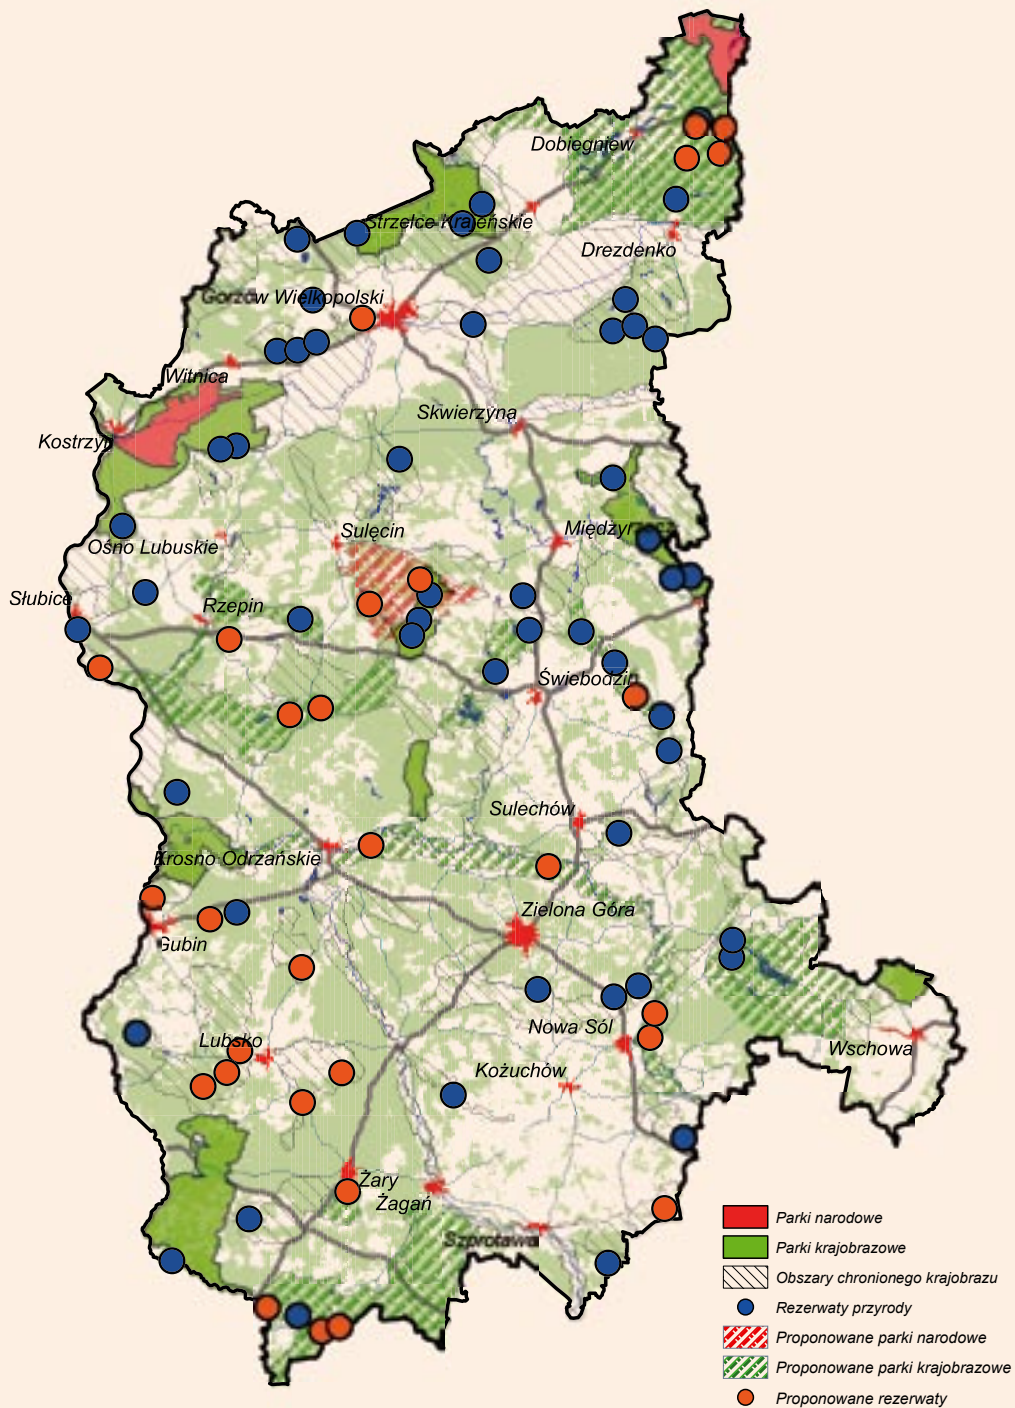 Dobiegniew
Strzelce Krajeńskie
Drezdenko
Gorzów Wielkopolski
Witnica
Skwierzyna
Kostrzyn
Sulęcin
Międzyrzecz
Ośno Lubuskie
Słubice
Rzepin
Świebodzin
Sulechów
Krosno Odrzańskie
Zielona Góra
Gubin
Nowa Sól
Lubsko
Wschowa
Kożuchów
Żary
Żagań
Szprotawa
Parki narodowe
Parki krajobrazowe
Obszary chronionego krajobrazu
Rezerwaty przyrody
Proponowane parki narodowe
Proponowane parki krajobrazowe
Proponowane rezerwaty